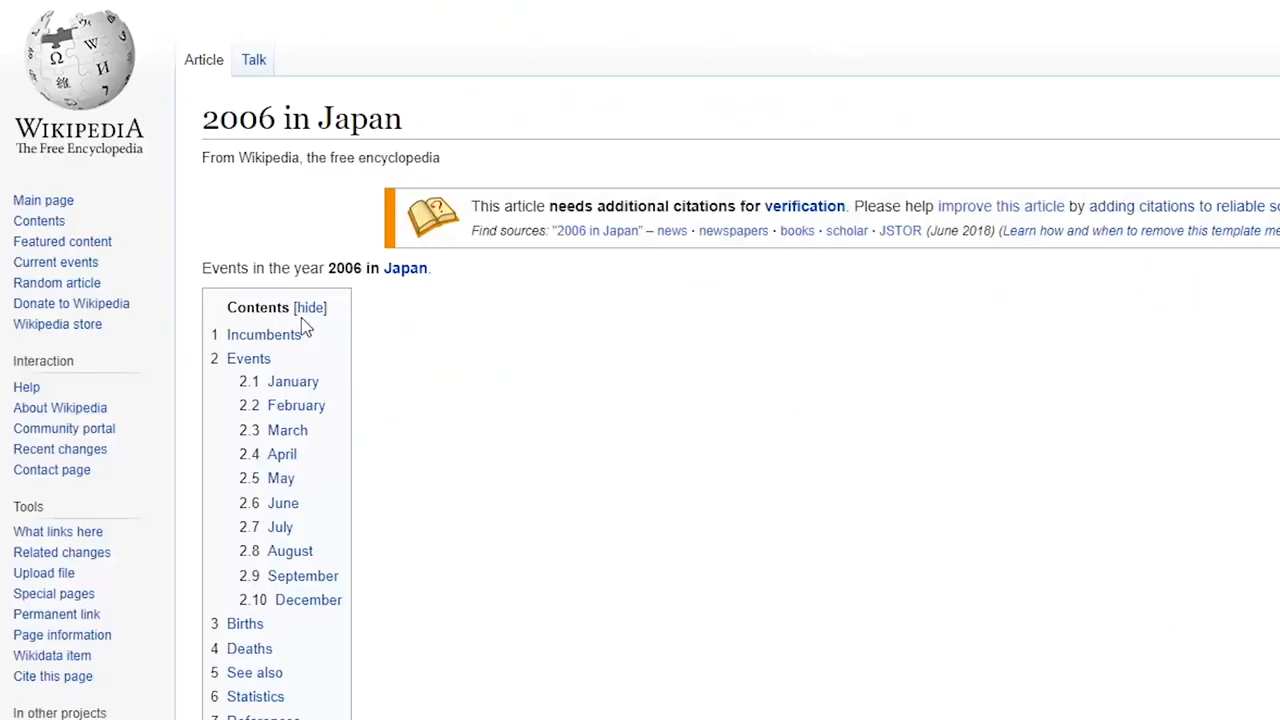 WIKIPEDIA
The Free Encyclopedia
Main page
Contents
Featured content
Current events
Random article
Donate to Wikipedia
Wikipedia store
Interaction
Help
About Wikipedia
Community portal
Recent changes
Contact page
Tools
What links here
Related changes
Upload file
Special pages
Permanent link
Page information
Wikidata item
Cite this page
In other projects
Article Talk
2006 in Japan
From Wikipedia, the free encyclopedia
This article needs additional citations for verification. Please help improve this article by adding citations to reliable
Find sources: "2006 in Japan" – news · newspapers · books · scholar · JSTOR (June 2018) (Learn how and when to remove this template
Events in the year 2006 in Japan.
Contents [hide]
1 Incumbents
2 Events
2.1 January
2.2 February
2.3 March
2.4 April
2.5 May
2.6 June
2.7 July
2.8 August
2.9 September
2.10 December
3 Births
4 Deaths
5 See also
6 Statistics
7 References